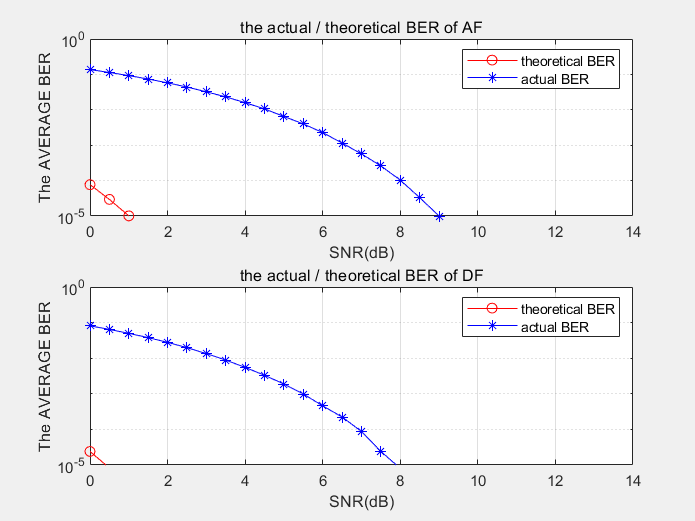 the actual / theoretical BER of AF
The AVERAGE BER
10^0
10^-5
theoretical BER
actual BER
0 2 4 6 8 10 12 14
SNR(dB)
the actual / theoretical BER of DF
The AVERAGE BER
10^0
10^-5
theoretical BER
actual BER
0 2 4 6 8 10 12 14
SNR(dB)